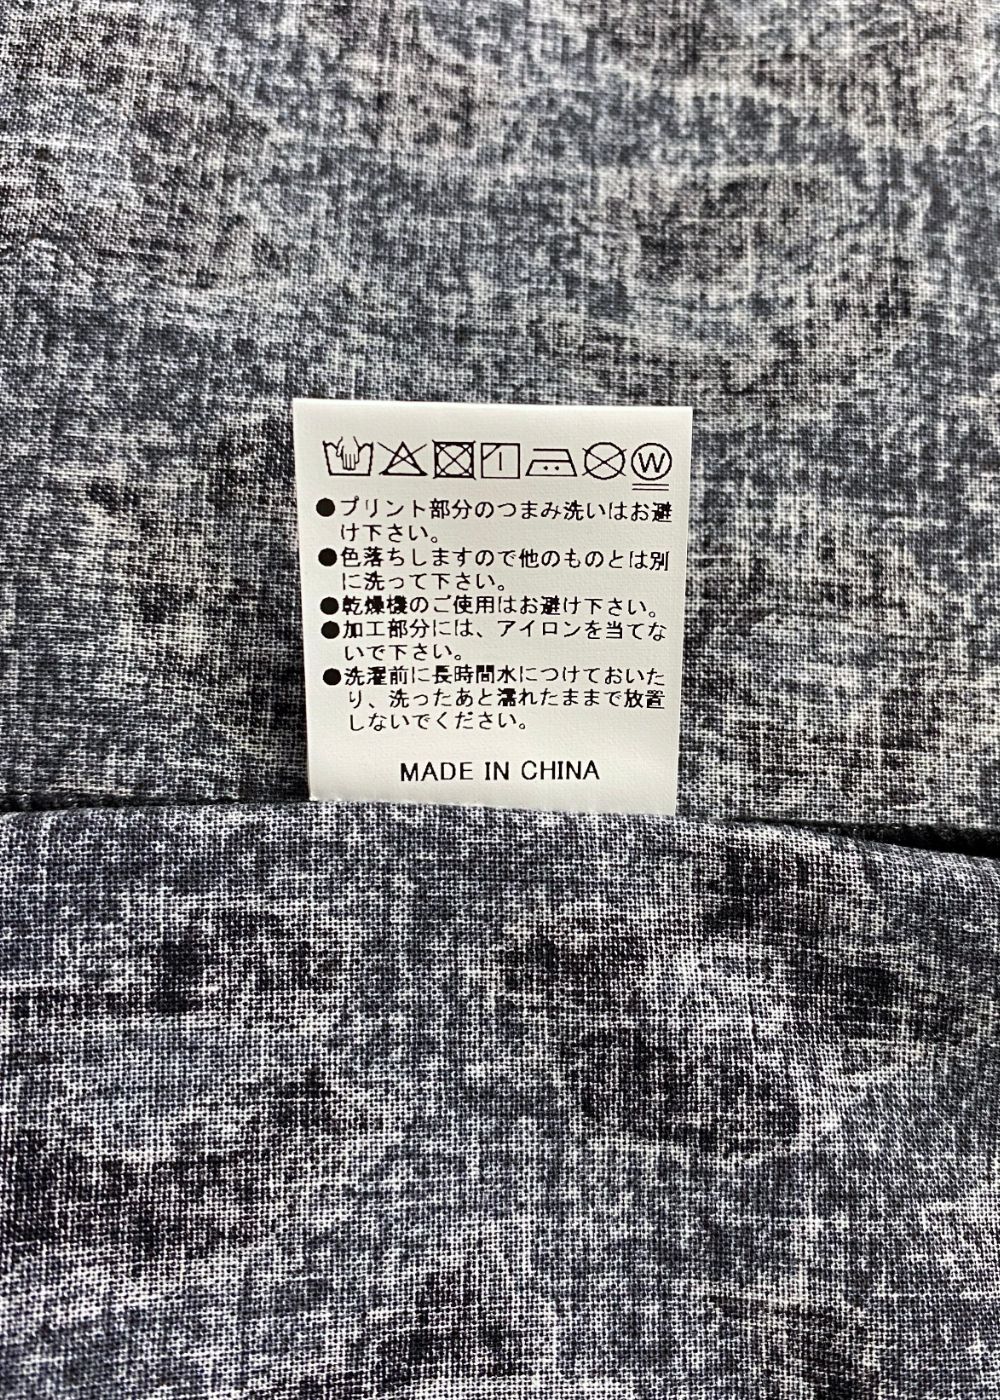 W
●プリント部分のつまみ洗いはお避
け下さい。
●色落ちしますので他のものとは別
に洗って下さい。
●乾燥機のご使用はお避け下さい。
●加工部分には、アイロンを当てな
いで下さい。
●洗濯前に長時間水につけておいた
り、洗ったあと濡れたままで放置
しないでください。
MADE IN CHINA